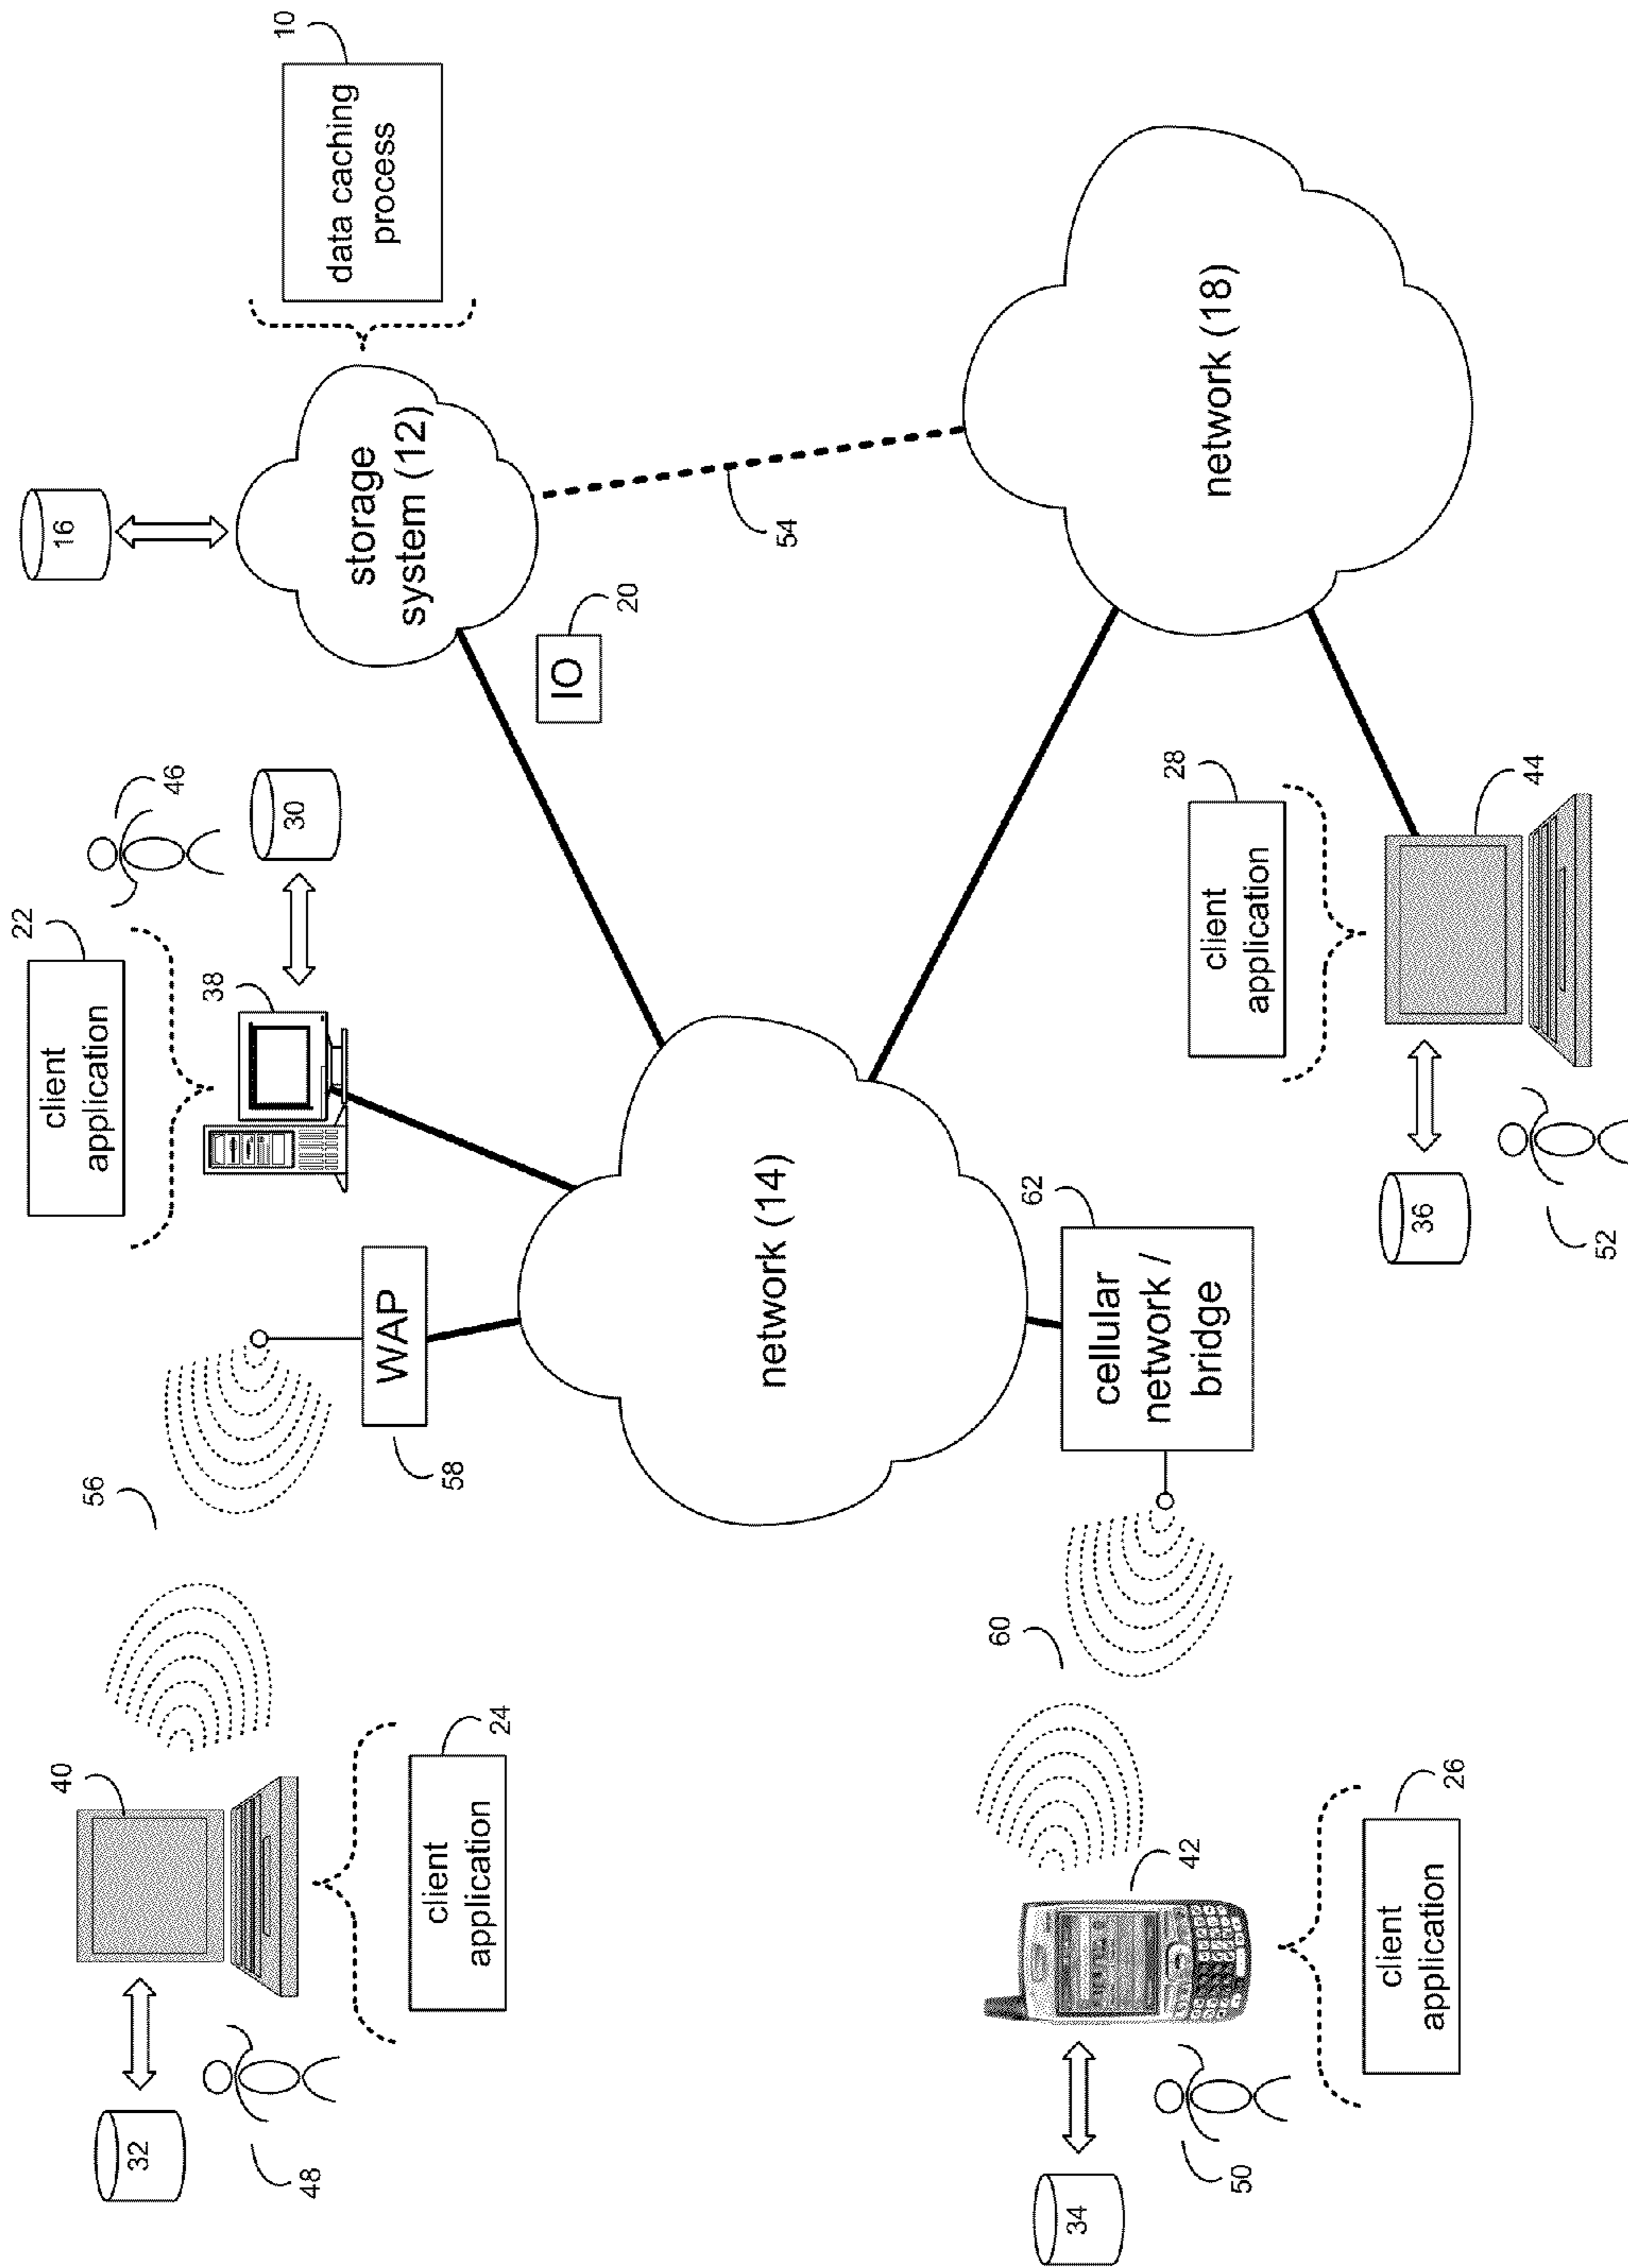 32
48
40
client
application
24
56
WAP
58
client
application
22
38
46
30
16
storage
system (12)
data caching
process
10
IO
20
54
network (14)
34
50
42
client
application
26
60
cellular
network /
bridge
62
36
52
client
application
28
44
network (18)